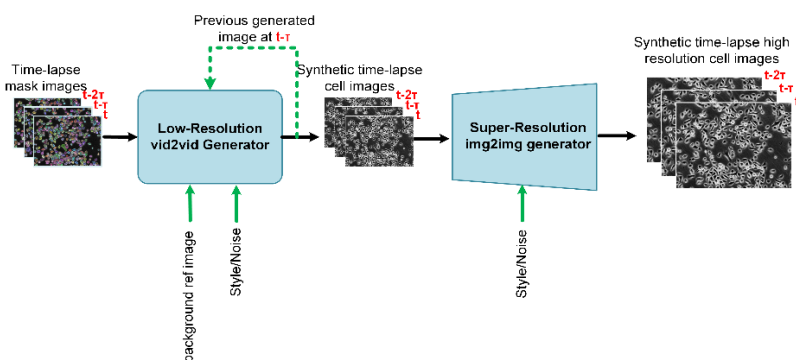 Previous generated
image at t-τ
Time-lapse
mask images
t-2τ
t-τ
t
Low-Resolution
vid2vid Generator
background ref image
Style/Noise
Synthetic time-lapse
cell images
t-2τ
t-τ
t
Super-Resolution
img2img generator
Style/Noise
Synthetic time-lapse high
resolution cell images
t-2τ
t-τ